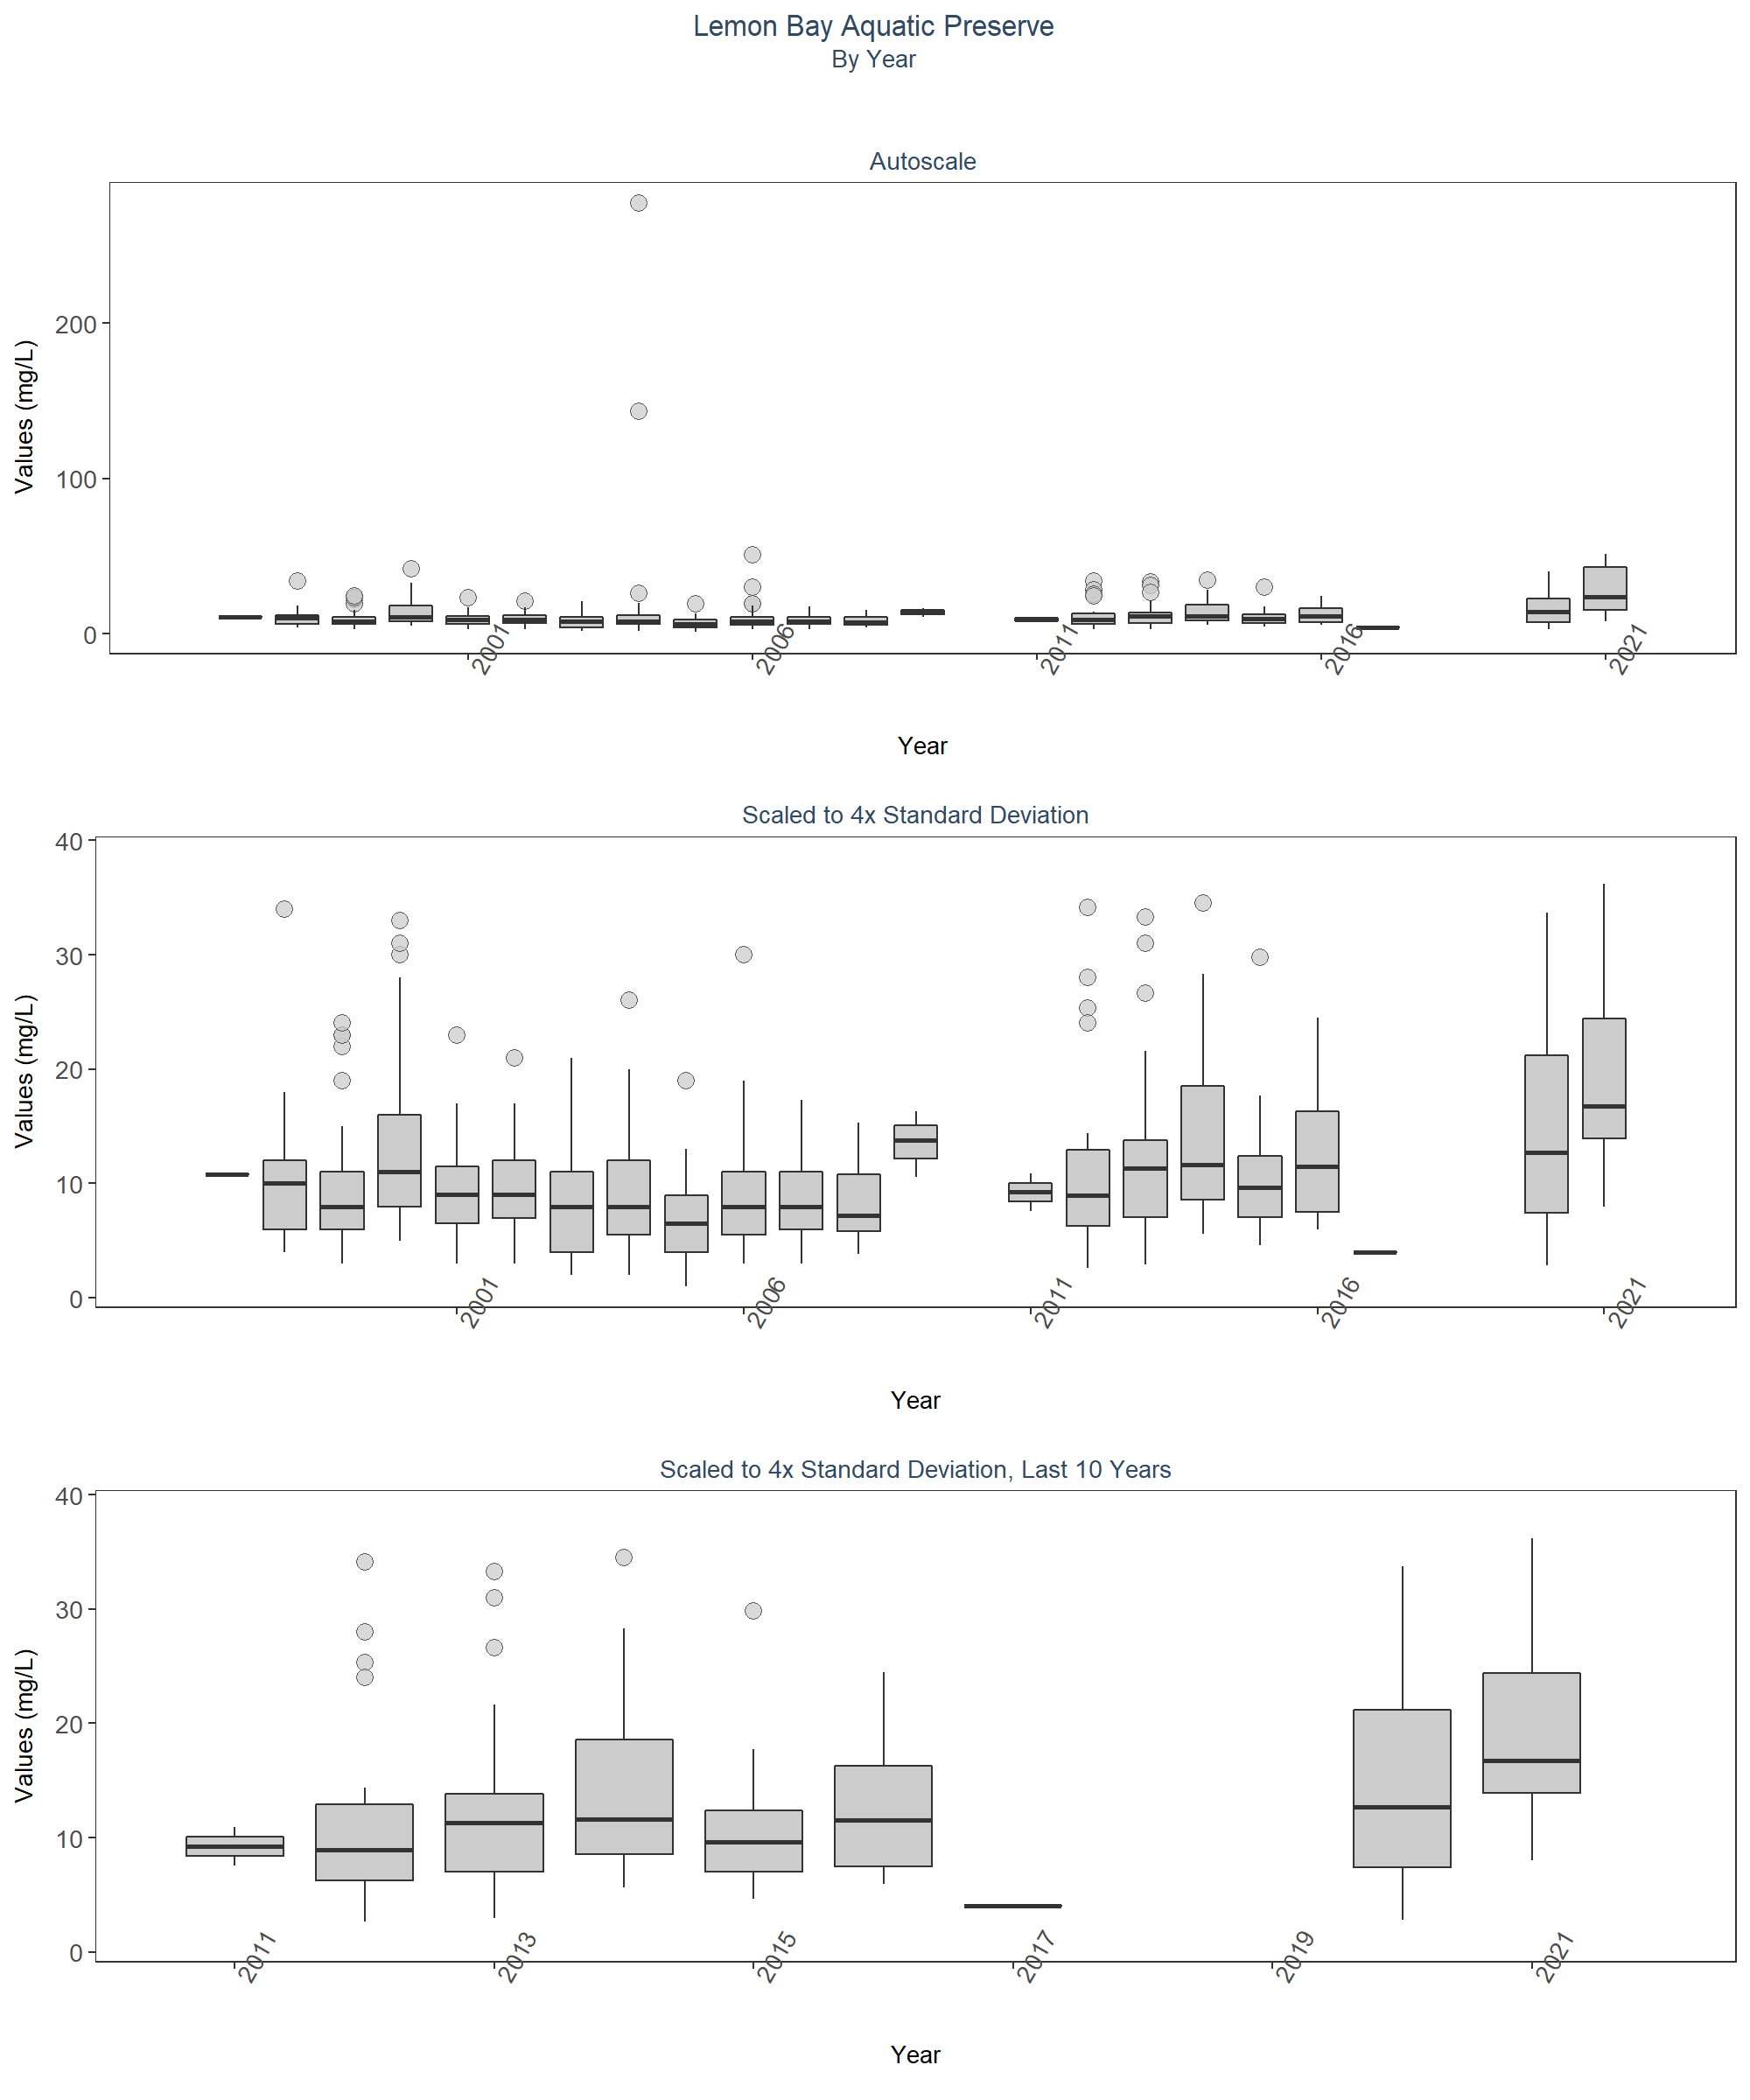 Lemon Bay Aquatic Preserve
By Year
Autoscale
Values (mg/L)
200
100
0
2001
2006
2011
2016
2021
Year
Scaled to 4x Standard Deviation
Values (mg/L)
40
30
20
10
0
2001
2006
2011
2016
2021
Year
Scaled to 4x Standard Deviation, Last 10 Years
Values (mg/L)
40
30
20
10
0
2011
2013
2015
2017
2019
2021
Year